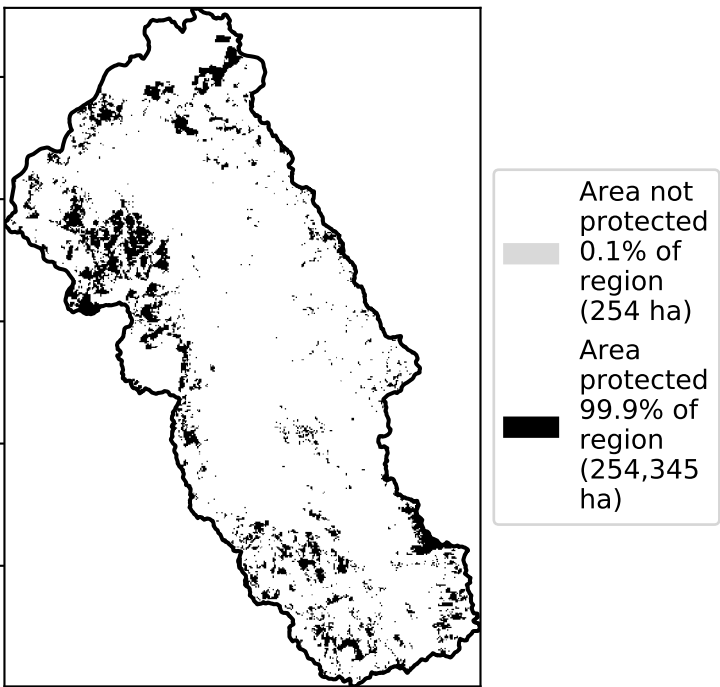 Area not
protected
0.1% of
region
(254 ha)
Area
protected
99.9% of
region
(254,345
ha)